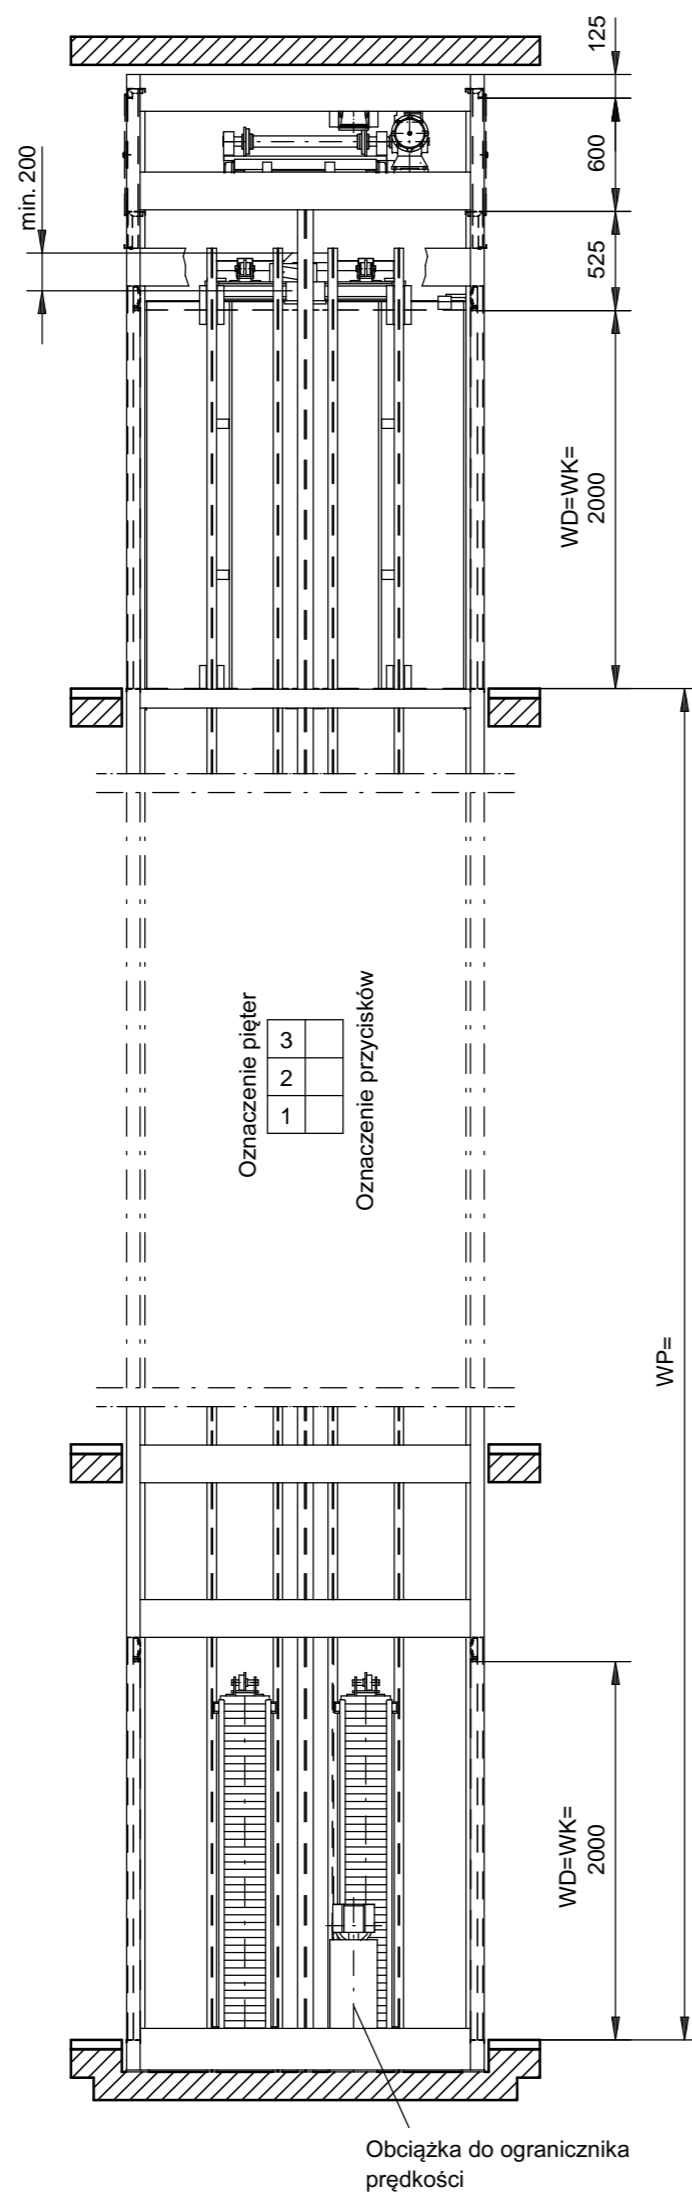 125
600
min. 200
525
WD=WK=
2000
Oznaczenie pięter
3
2
1
Oznaczenie przycisków
WP=
WD=WK=
2000
Obciążka do ogranicznika
prędkości